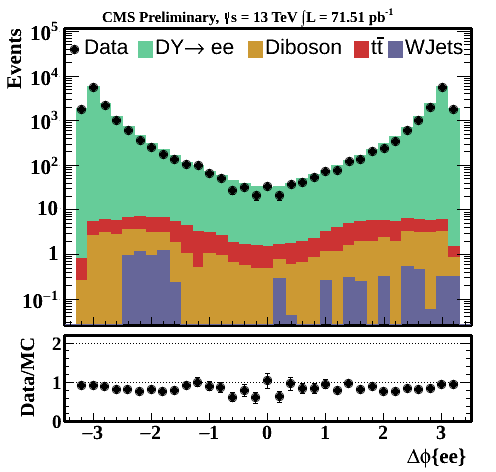 CMS Preliminary, √s = 13 TeV ∫L = 71.51 pb⁻¹
Events
Data DY→ ee Diboson tt̄ WJets
10⁵
10⁴
10³
10²
10
1
10⁻¹
Data/MC
2
1
0
−3 −2 −1 0 1 2 3
Δϕ{ee}